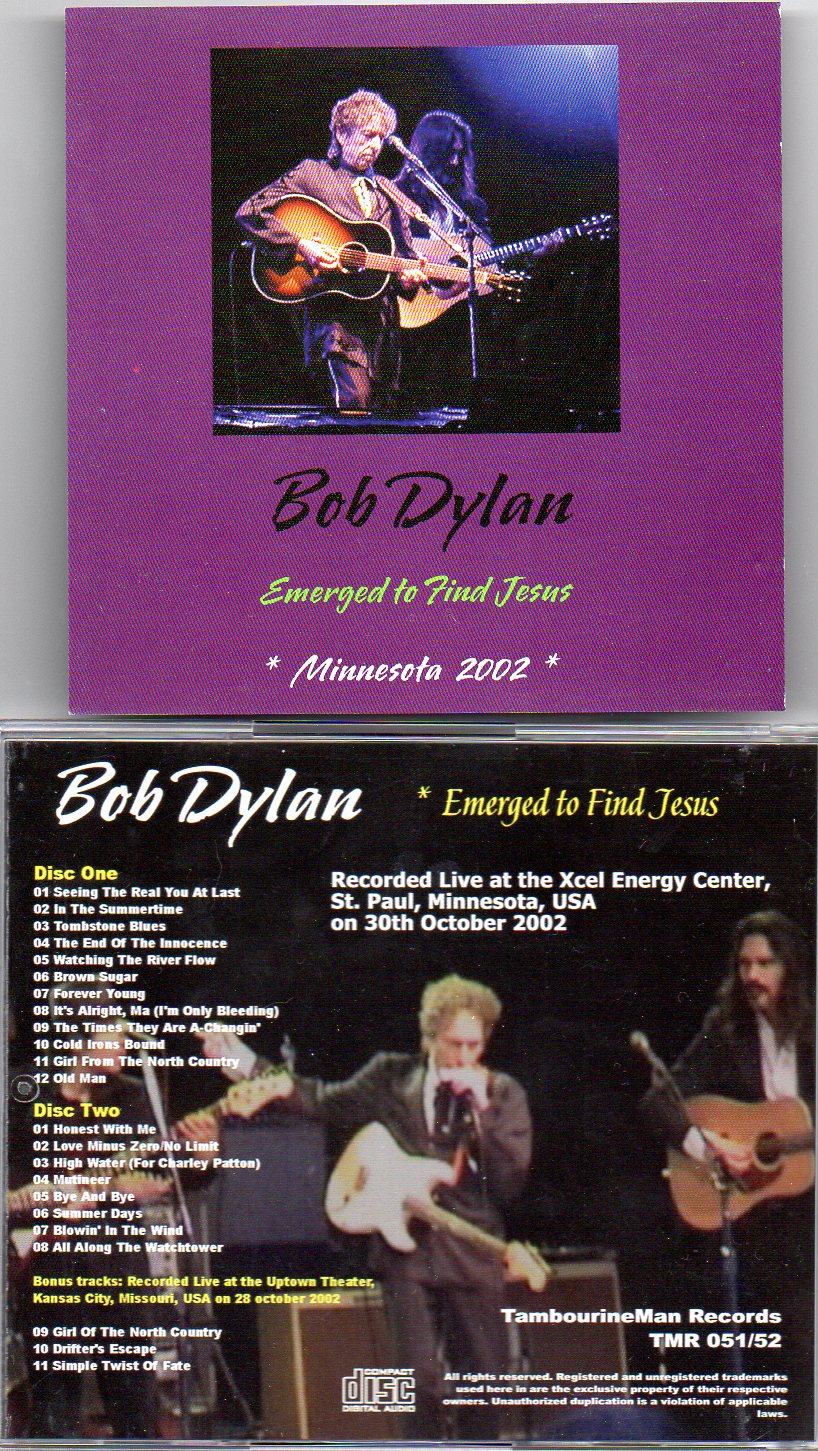 Bob Dylan
Emerged to Find Jesus
* Minnesota 2002 *
Bob Dylan
* Emerged to Find Jesus
Disc One
01 Seeing The Real You At Last
02 In The Summertime
03 Tombstone Blues
04 The End Of The Innocence
05 Watching The River Flow
06 Brown Sugar
07 Forever Young
08 It's Alright, Ma (I'm Only Bleeding)
09 The Times They Are A-Changin'
10 Cold Irons Bound
11 Girl From The North Country
12 Old Man
Recorded Live at the Xcel Energy Center,
St. Paul, Minnesota, USA
on 30th October 2002
Disc Two
01 Honest With Me
02 Love Minus Zero/No Limit
03 High Water (For Charley Patton)
04 Mutineer
05 Bye And Bye
06 Summer Days
07 Blowin' In The Wind
08 All Along The Watchtower
Bonus tracks: Recorded Live at the Uptown Theater,
Kansas City, Missouri, USA on 28 october 2002
09 Girl Of The North Country
10 Drifter's Escape
11 Simple Twist Of Fate
TambourineMan Records
TMR 051/52
COMPACT
disc
DIGITAL AUDIO
All rights reserved. Registered and unregistered trademarks
used here in are the exclusive property of their respective
owners. Unauthorized duplication is a violation of applicable
laws.